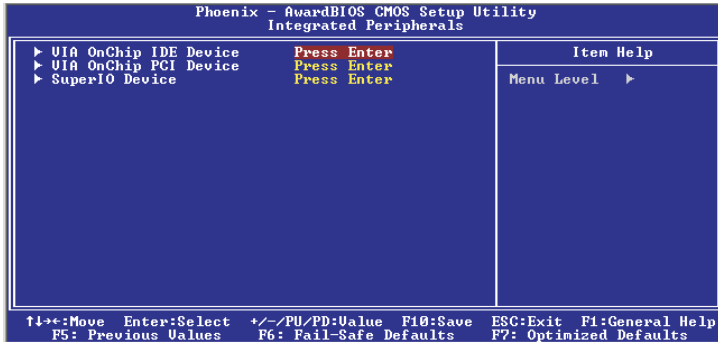 Phoenix - AwardBIOS CMOS Setup Utility
Integrated Peripherals
▶ VIA OnChip IDE Device Press Enter
▶ VIA OnChip PCI Device Press Enter
▶ SuperIO Device Press Enter
Item Help
Menu Level ▶
↑↓→←:Move Enter:Select +/-/PU/PD:Value F10:Save ESC:Exit F1:General Help
F5: Previous Values F6: Fail-Safe Defaults F7: Optimized Defaults